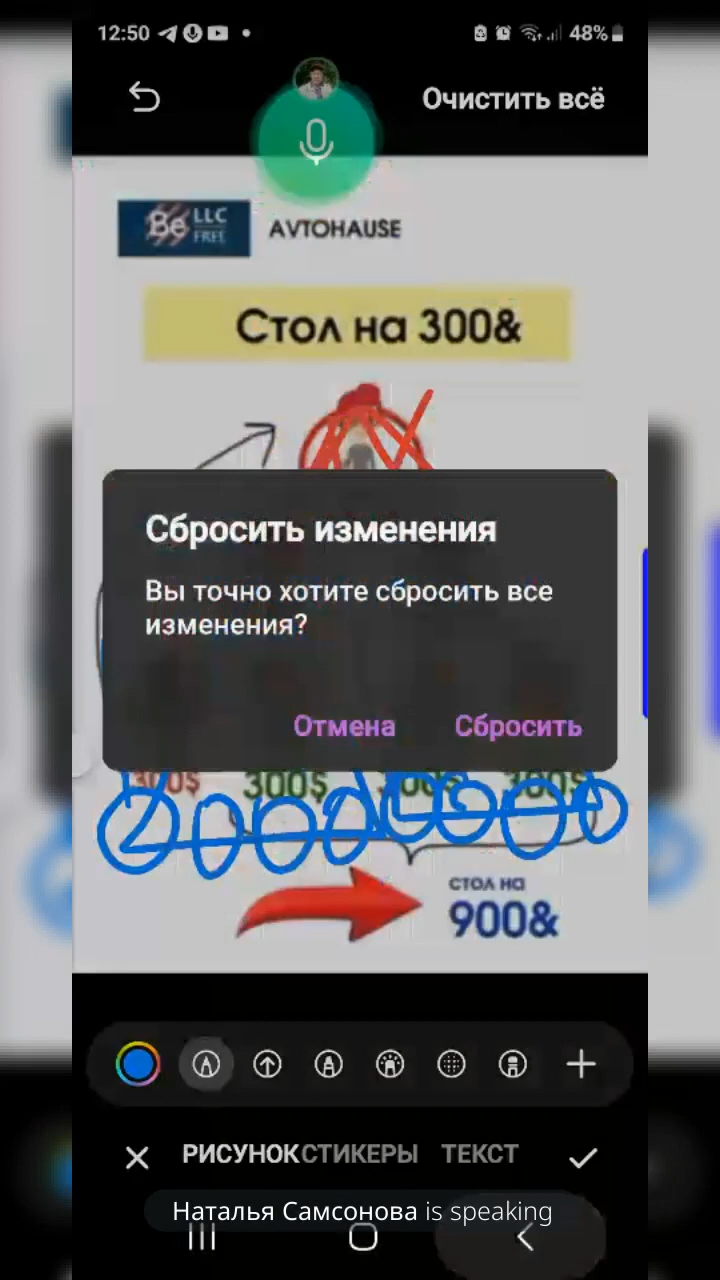 12:50
48%
Очистить всё
Be LLC
FREE
AVTOHAUSE
Стол на 300&
Сбросить изменения
Вы точно хотите сбросить все
изменения?
Отмена Сбросить
300$ 300$ 300$ 300$
стол на
900&
РИСУНОК СТИКЕРЫ ТЕКСТ
Наталья Самсонова is speaking